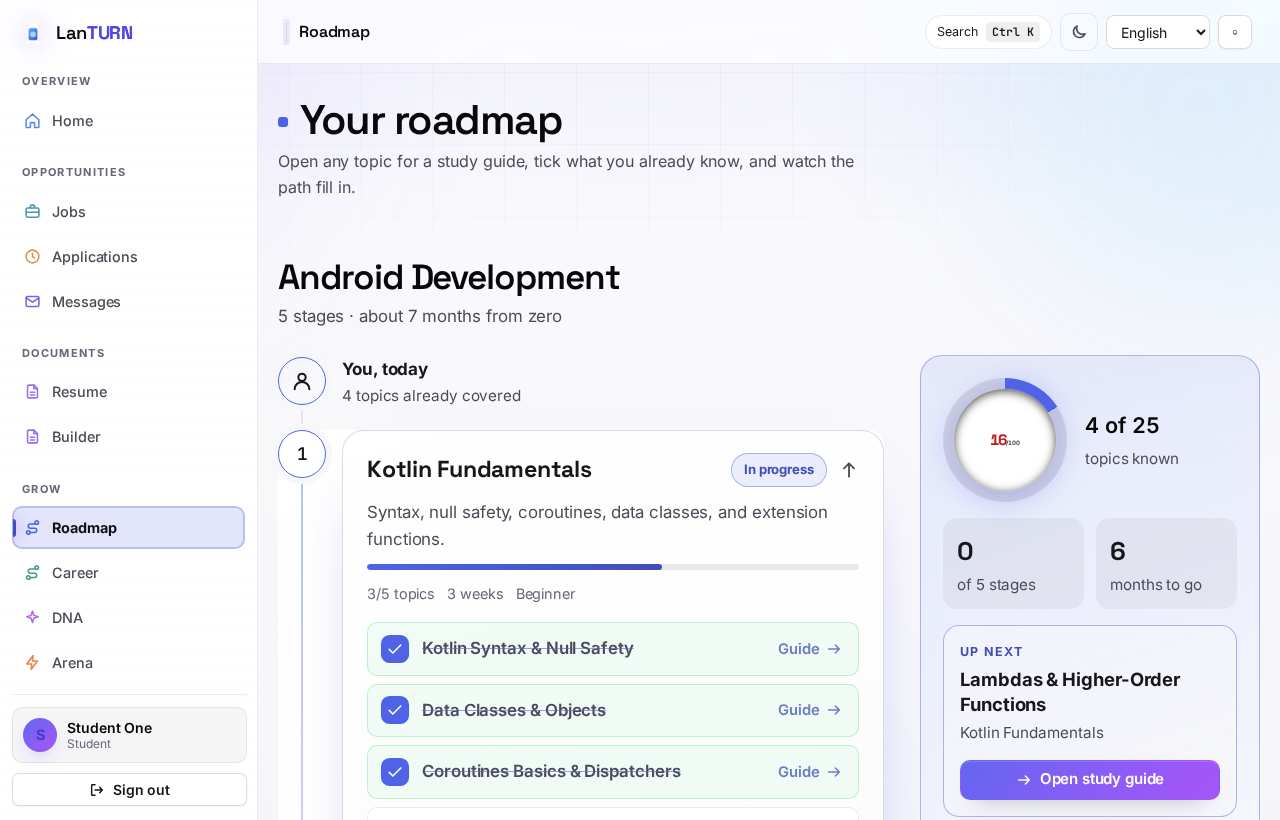 LanTURN
OVERVIEW
Home
OPPORTUNITIES
Jobs
Applications
Messages
DOCUMENTS
Resume
Builder
GROW
Roadmap
Career
DNA
Arena
S
Student One
Student
Sign out
Roadmap
Search Ctrl K
English
Your roadmap
Open any topic for a study guide, tick what you already know, and watch the
path fill in.
Android Development
5 stages · about 7 months from zero
You, today
4 topics already covered
1
Kotlin Fundamentals
In progress
Syntax, null safety, coroutines, data classes, and extension
functions.
3/5 topics 3 weeks Beginner
Kotlin Syntax & Null Safety Guide →
Data Classes & Objects Guide →
Coroutines Basics & Dispatchers Guide →
16/100
4 of 25
topics known
0
of 5 stages
6
months to go
UP NEXT
Lambdas & Higher-Order
Functions
Kotlin Fundamentals
→ Open study guide